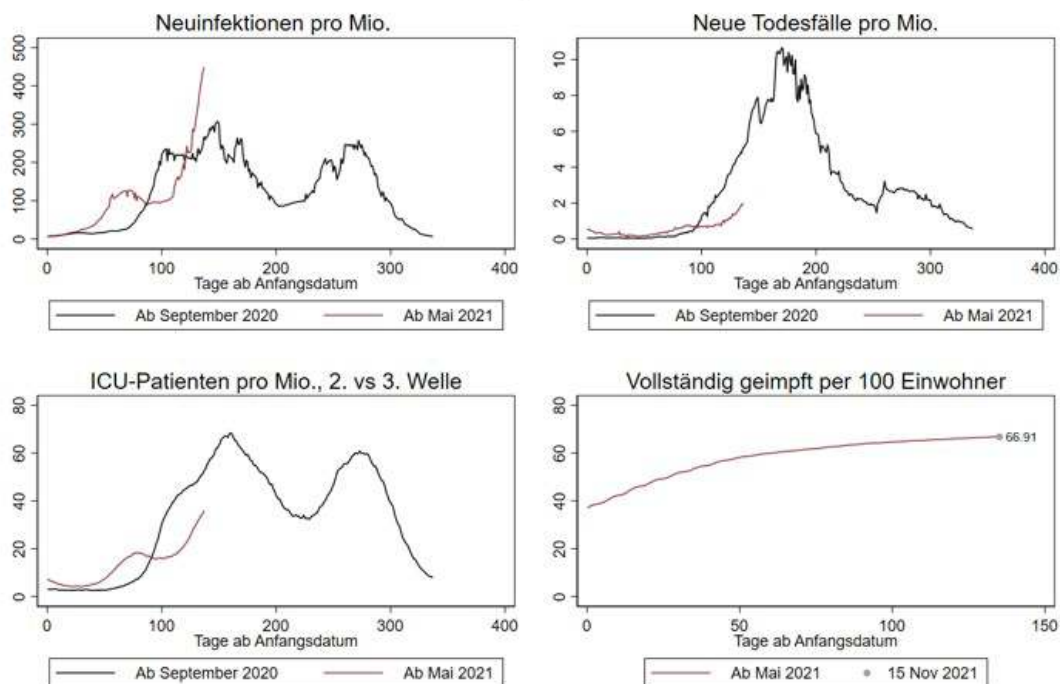 Neuinfektionen pro Mio.
500
400
300
200
100
0
0 100 200 300 400
Tage ab Anfangsdatum
Ab September 2020 Ab Mai 2021
Neue Todesfälle pro Mio.
10
8
6
4
2
0
0 100 200 300 400
Tage ab Anfangsdatum
Ab September 2020 Ab Mai 2021
ICU-Patienten pro Mio., 2. vs 3. Welle
80
60
40
20
0
0 100 200 300 400
Tage ab Anfangsdatum
Ab September 2020 Ab Mai 2021
Vollständig geimpft per 100 Einwohner
80
60
40
20
0
66.91
0 50 100 150
Tage ab Anfangsdatum
Ab Mai 2021 15 Nov 2021